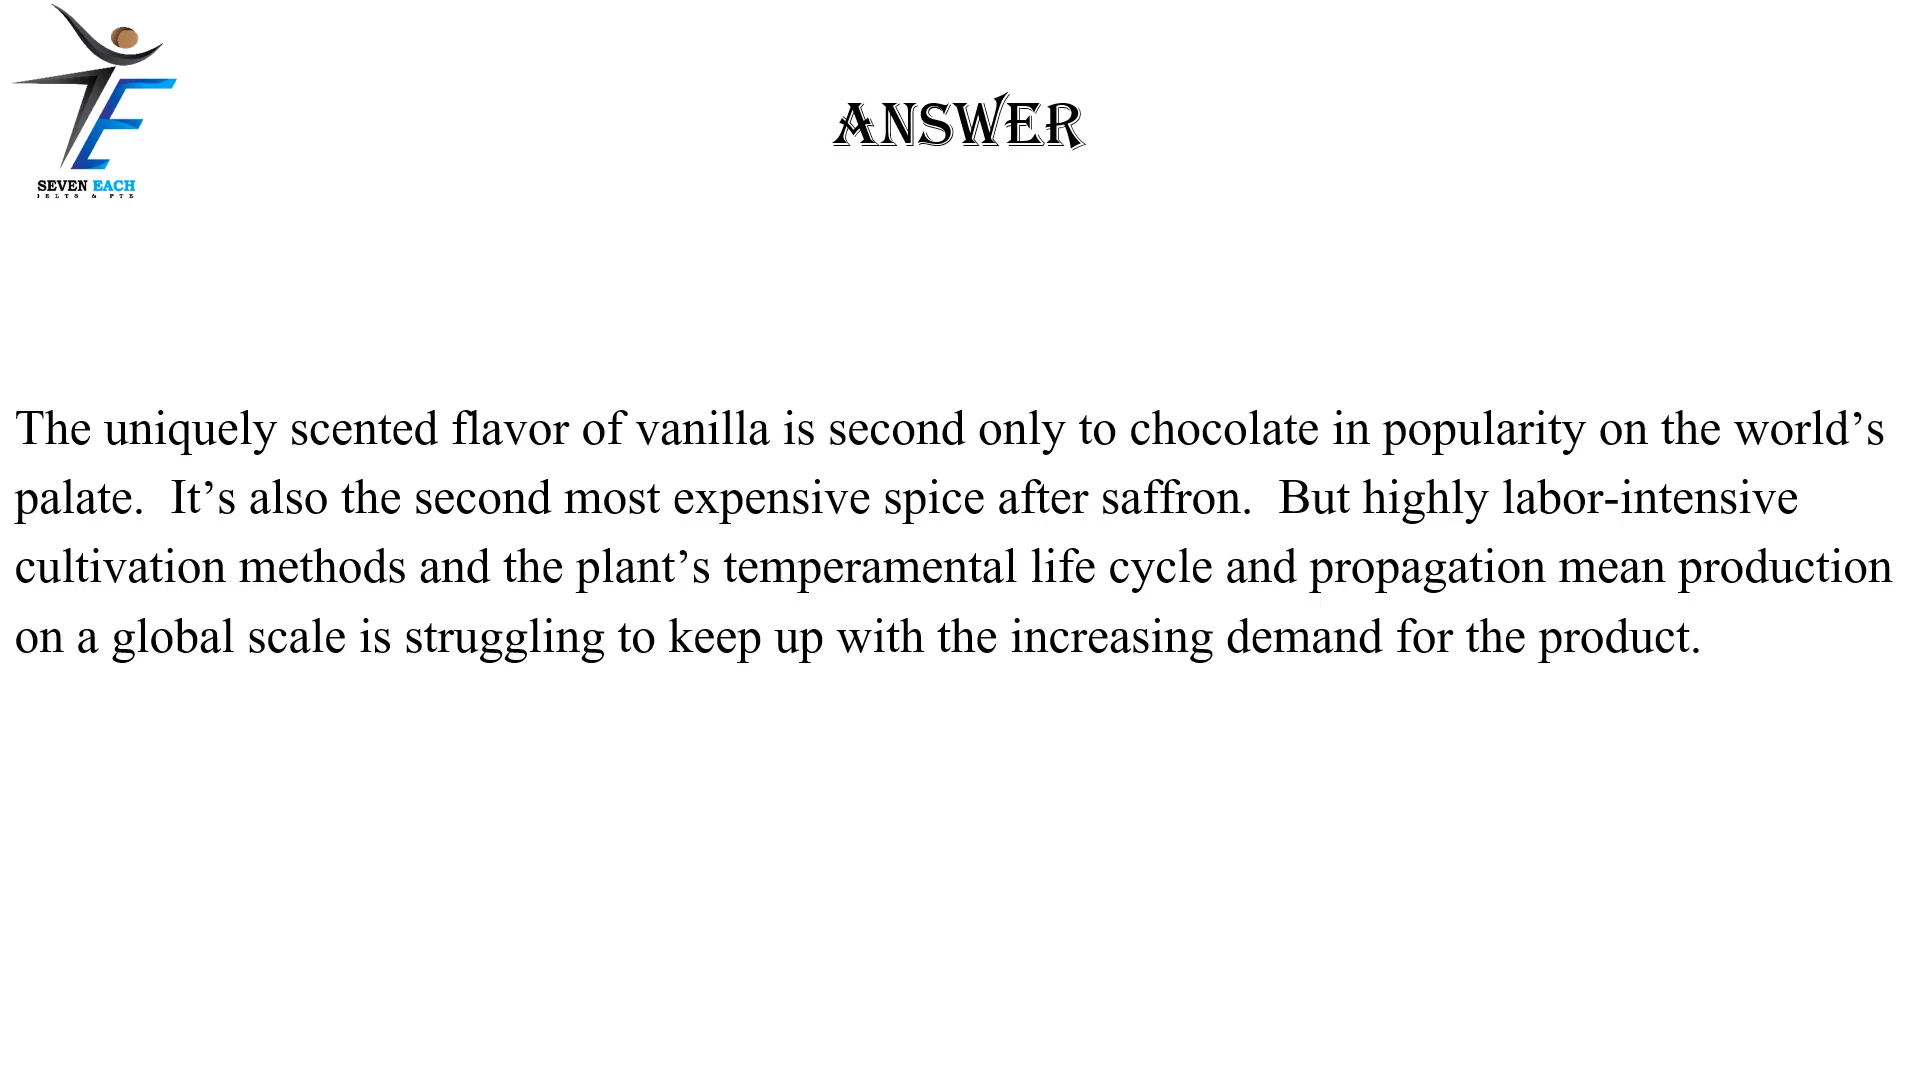 SEVEN EACH
IELTS & PTE
ANSWER
The uniquely scented flavor of vanilla is second only to chocolate in popularity on the world’s
palate.  It’s also the second most expensive spice after saffron.  But highly labor-intensive
cultivation methods and the plant’s temperamental life cycle and propagation mean production
on a global scale is struggling to keep up with the increasing demand for the product.